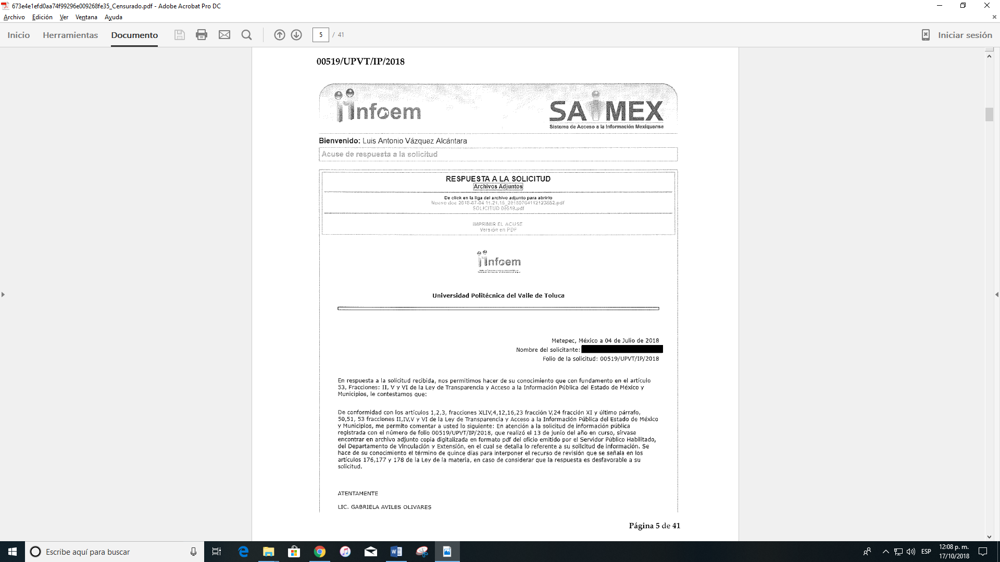 673e4e1efd0aa74f99296e009268fe35_Censurado.pdf - Adobe Acrobat Pro DC
Archivo Edición Ver Ventana Ayuda
Inicio Herramientas Documento 5 / 41 Iniciar sesión
00519/UPVT/IP/2018
infoem SAIMEX
Sistema de Acceso a la Información Mexiquense
Bienvenido: Luis Antonio Vázquez Alcántara
Acuse de respuesta a la solicitud
RESPUESTA A LA SOLICITUD
Archivos Adjuntos
De click en la liga del archivo adjunto para abrirlo
Nuevo doc 2018-07-04 11.21.15_20180704112123652.pdf
SOLICITUD 00519.pdf
IMPRIMIR EL ACUSE
Versión en PDF
infoem
Universidad Politécnica del Valle de Toluca
Metepec, México a 04 de Julio de 2018
Nombre del solicitante:
Folio de la solicitud: 00519/UPVT/IP/2018
En respuesta a la solicitud recibida, nos permitimos hacer de su conocimiento que con fundamento en el artículo
53, Fracciones: II, V y VI de la Ley de Transparencia y Acceso a la Información Pública del Estado de México y
Municipios, le contestamos que:
De conformidad con los artículos 1,2,3, fracciones XLIV,4,12,16,23 fracción V,24 fracción XI y último párrafo,
50,51, 53 fracciones II,IV,V y VI de la Ley de Transparencia y Acceso a la Información Pública del Estado de México
y Municipios, me permito comentar a usted lo siguiente: En atención a la solicitud de información pública
registrada con el número de folio 00519/UPVT/IP/2018, que realizó el 13 de junio del año en curso, sírvase
encontrar en archivo adjunto copia digitalizada en formato pdf del oficio emitido por el Servidor Público Habilitado,
del Departamento de Vinculación y Extensión, en el cual se detalla lo referente a su solicitud de información. Se
hace de su conocimiento el término de quince días para interponer el recurso de revisión que se señala en los
artículos 176,177 y 178 de la Ley de la materia, en caso de considerar que la respuesta es desfavorable a su
solicitud.
ATENTAMENTE
LIC. GABRIELA AVILES OLIVARES
Página 5 de 41
Escribe aquí para buscar
ESP
12:08 p. m.
17/10/2018